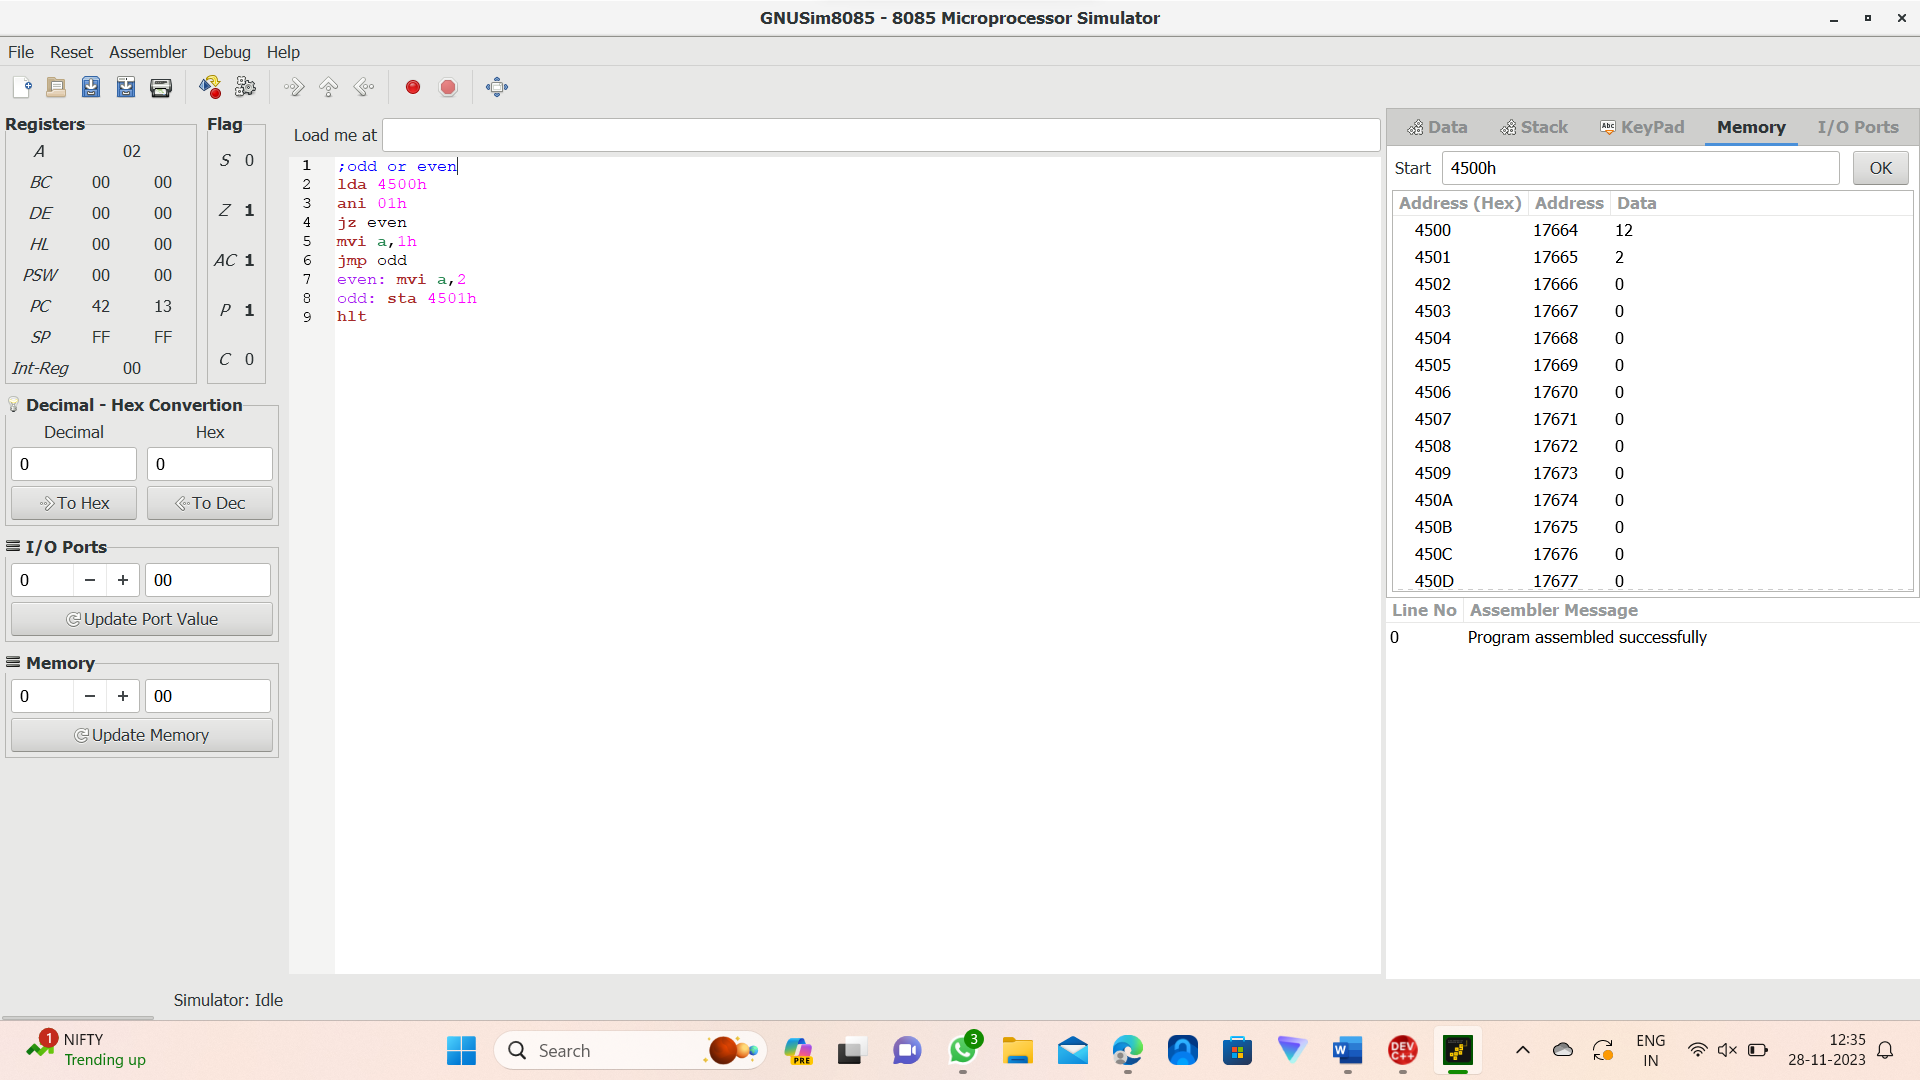 GNUSim8085 - 8085 Microprocessor Simulator
File Reset Assembler Debug Help
Registers
A 02
BC 00 00
DE 00 00
HL 00 00
PSW 00 00
PC 42 13
SP FF FF
Int-Reg 00
Flag
S 0
Z 1
AC 1
P 1
C 0
Decimal - Hex Convertion
Decimal Hex
0 0
To Hex To Dec
I/O Ports
0 − + 00
Update Port Value
Memory
0 − + 00
Update Memory
Load me at
1 ;odd or even
2 lda 4500h
3 ani 01h
4 jz even
5 mvi a,1h
6 jmp odd
7 even: mvi a,2
8 odd: sta 4501h
9 hlt
Data Stack Abc KeyPad Memory I/O Ports
Start 4500h OK
Address (Hex) Address Data
4500 17664 12
4501 17665 2
4502 17666 0
4503 17667 0
4504 17668 0
4505 17669 0
4506 17670 0
4507 17671 0
4508 17672 0
4509 17673 0
450A 17674 0
450B 17675 0
450C 17676 0
450D 17677 0
Line No Assembler Message
0 Program assembled successfully
Simulator: Idle
1 NIFTY
Trending up
Search
PRE
3
W
DEV
C++
ENG
IN
12:35
28-11-2023